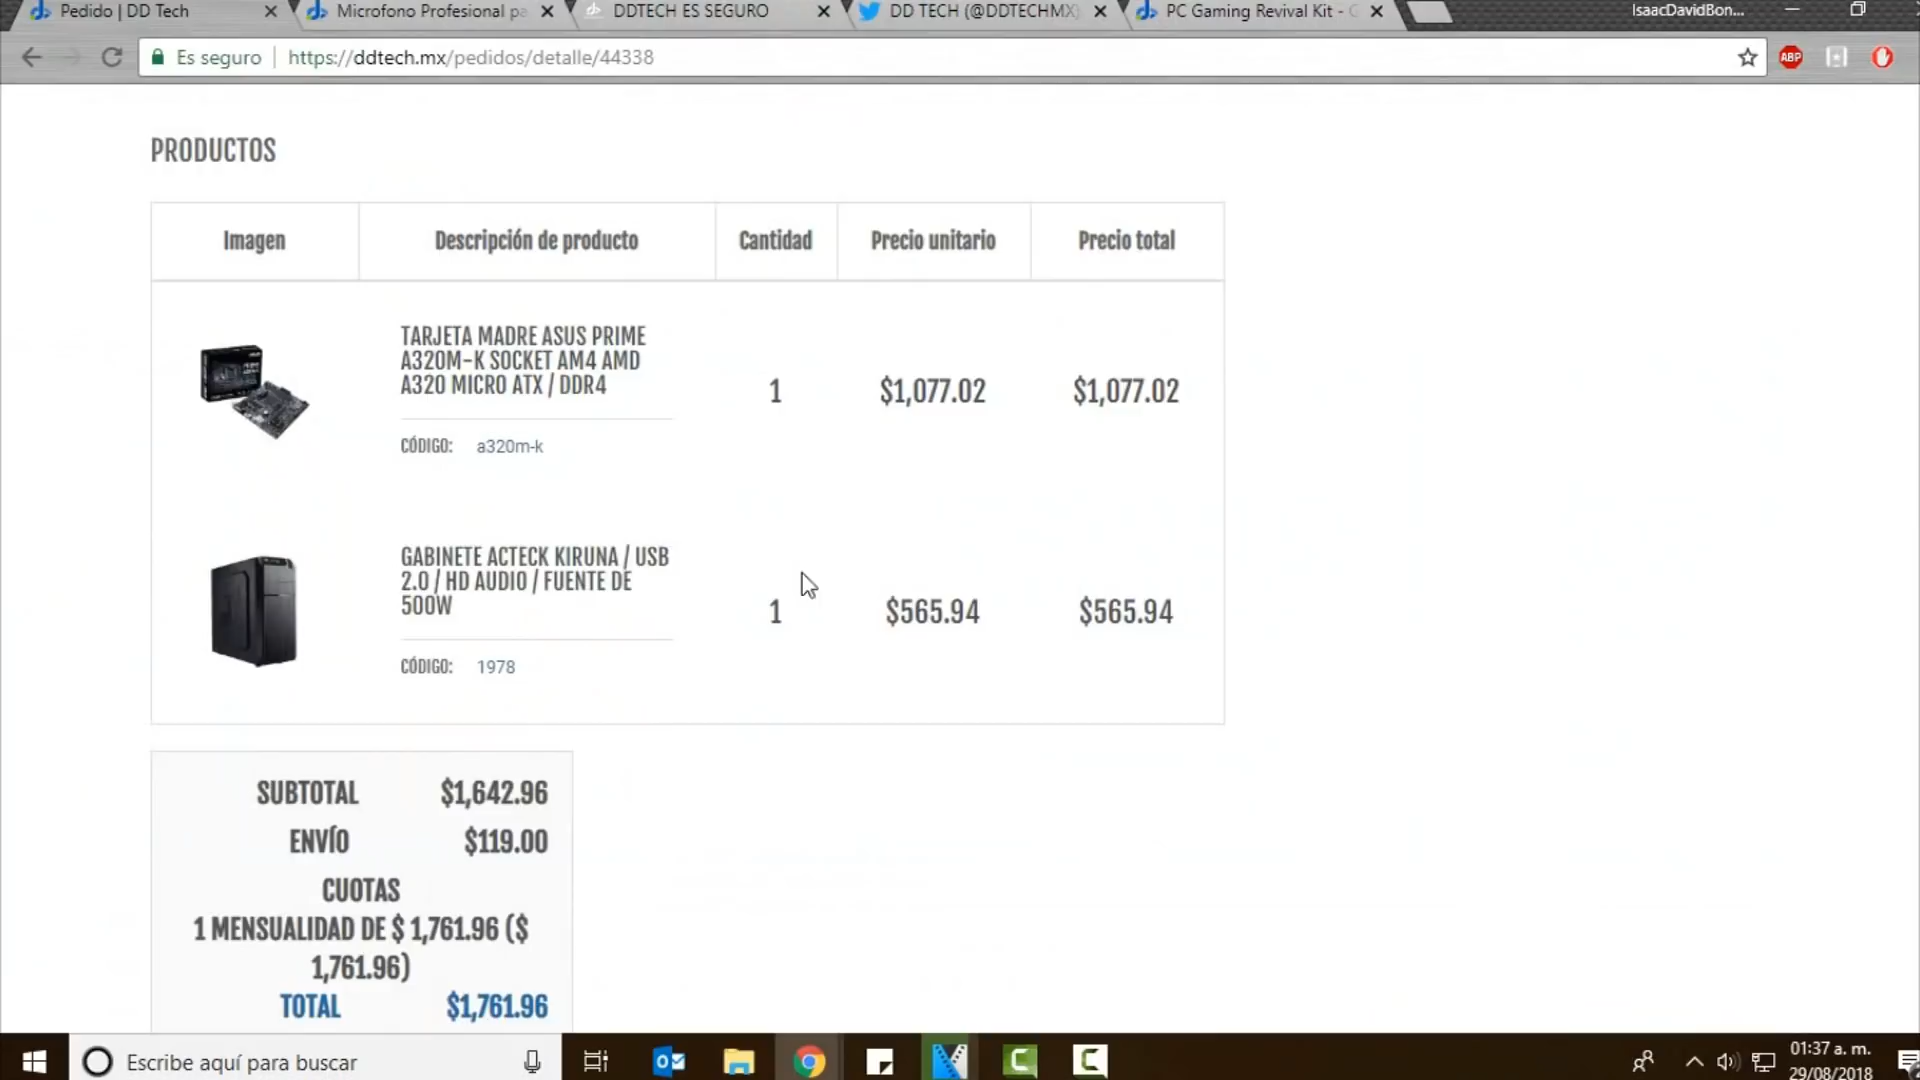 Pedido | DD Tech
Microfono Profesional pa
DDTECH ES SEGURO
DD TECH (@DDTECHMX)
PC Gaming Revival Kit - G
IsaacDavidBon...
Es seguro
https://ddtech.mx/pedidos/detalle/44338
ABP
PRODUCTOS
Imagen
Descripción de producto
Cantidad
Precio unitario
Precio total
TARJETA MADRE ASUS PRIME
A320M-K SOCKET AM4 AMD
A320 MICRO ATX / DDR4
1
$1,077.02
$1,077.02
CÓDIGO: a320m-k
GABINETE ACTECK KIRUNA / USB
2.0 / HD AUDIO / FUENTE DE
500W
1
$565.94
$565.94
CÓDIGO: 1978
SUBTOTAL $1,642.96
ENVÍO $119.00
CUOTAS
1 MENSUALIDAD DE $ 1,761.96 ($
1,761.96)
TOTAL $1,761.96
Escribe aquí para buscar
01:37 a. m.
29/08/2018